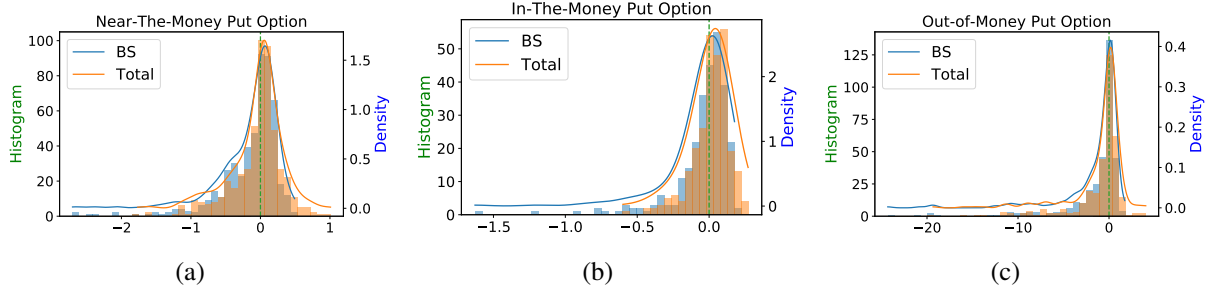 Near-The-Money Put Option
BS
Total
Histogram
Density
100
80
60
40
20
0
1.5
1.0
0.5
0.0
−2
−1
0
1
(a)
In-The-Money Put Option
BS
Total
Histogram
Density
50
40
30
20
10
0
2
1
0
−1.5
−1.0
−0.5
0.0
(b)
Out-of-Money Put Option
BS
Total
Histogram
Density
125
100
75
50
25
0
0.4
0.3
0.2
0.1
0.0
−20
−10
0
(c)